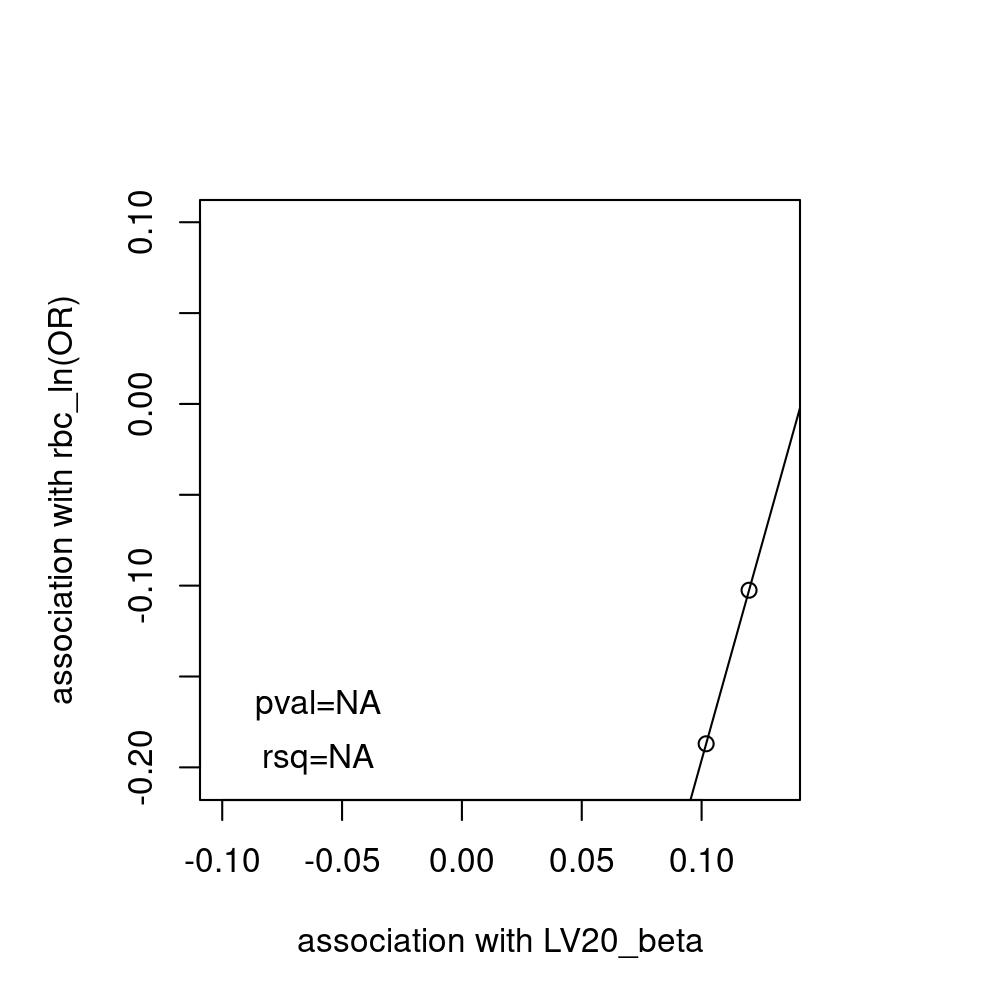 0.10
0.00
-0.10
-0.20
association with rbc_ln(OR)
pval=NA
rsq=NA
-0.10 -0.05 0.00 0.05 0.10
association with LV20_beta